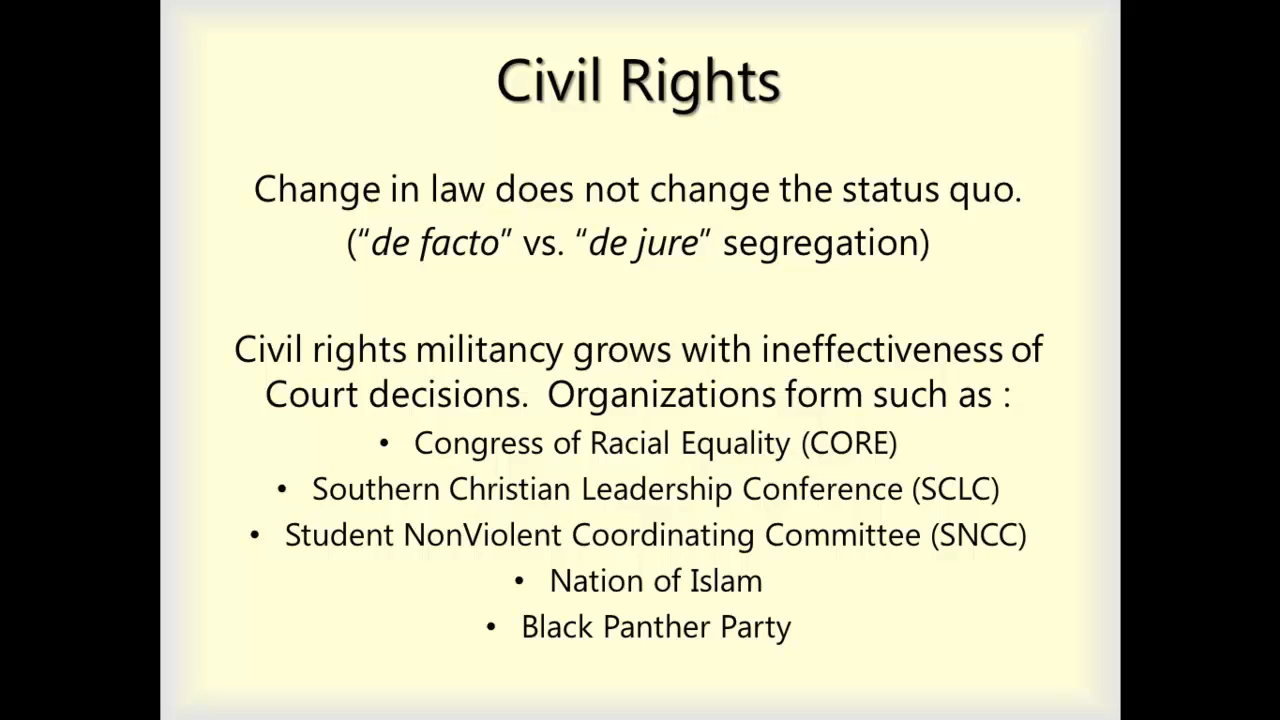 Civil Rights
Change in law does not change the status quo.
(“de facto” vs. “de jure” segregation)
Civil rights militancy grows with ineffectiveness of
Court decisions.  Organizations form such as :
• Congress of Racial Equality (CORE)
• Southern Christian Leadership Conference (SCLC)
• Student NonViolent Coordinating Committee (SNCC)
• Nation of Islam
• Black Panther Party